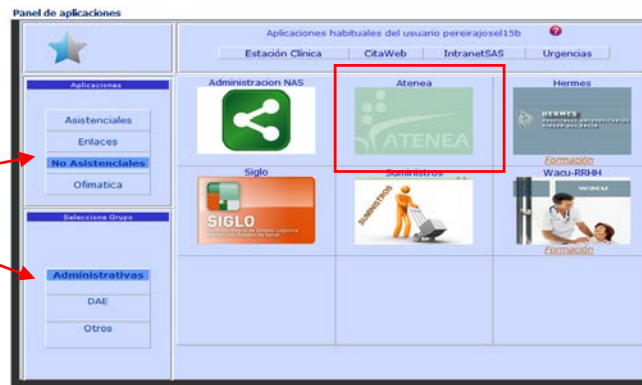 Panel de aplicaciones
Aplicaciones habituales del usuario pereirajosel15b
Estación Clínica
CitaWeb
IntranetSAS
Urgencias
Aplicaciones
Asistenciales
Enlaces
No Asistenciales
Ofimatica
Seleccione Grupo
Administrativas
DAE
Otros
Administracion NAS
Atenea
ATENEA
Hermes
HERMES
Formación
Siglo
SIGLO
Suministros
SUMINISTROS
Wacu-RRHH
wacu
Formación